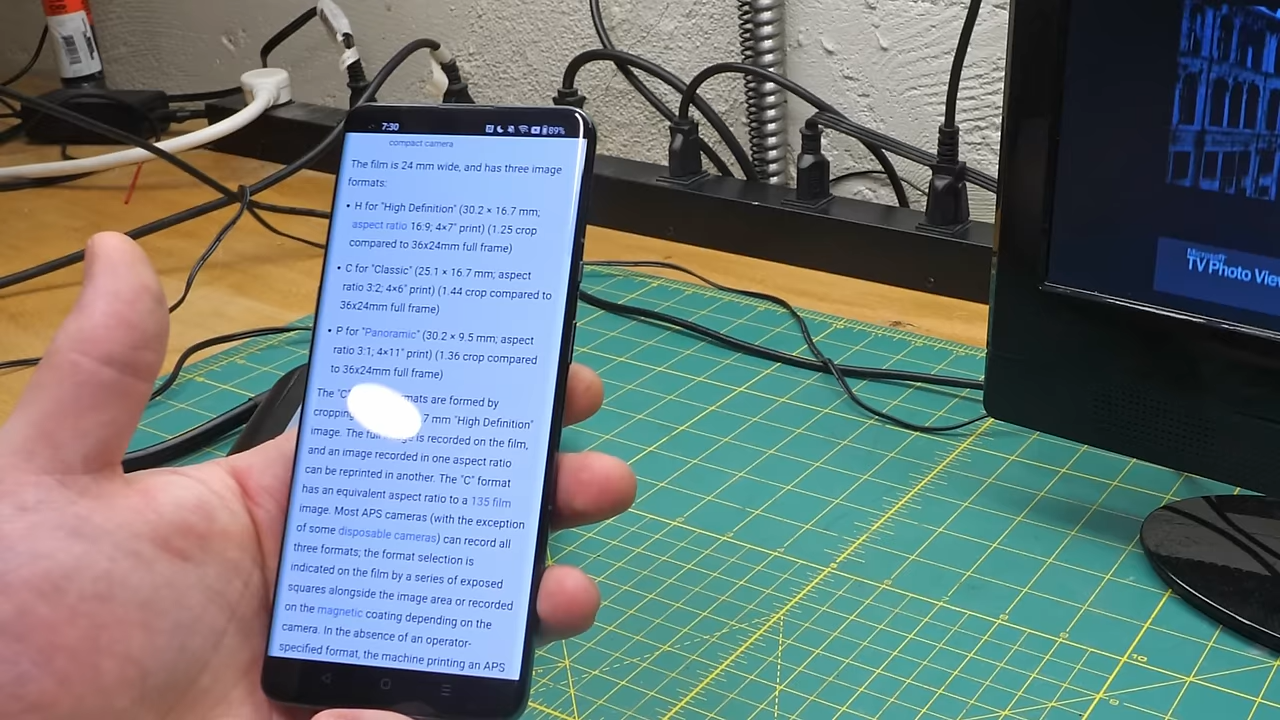 7:30
89%
compact camera
The film is 24 mm wide, and has three image
formats:
• H for "High Definition" (30.2 × 16.7 mm;
aspect ratio 16:9; 4×7" print) (1.25 crop
compared to 36x24mm full frame)
• C for "Classic" (25.1 × 16.7 mm; aspect
ratio 3:2; 4×6" print) (1.44 crop compared to
36x24mm full frame)
• P for "Panoramic" (30.2 × 9.5 mm; aspect
ratio 3:1; 4×11" print) (1.36 crop compared
to 36x24mm full frame)
The "C" are formed by
cropping 7 mm "High Definition"
image. The full image is recorded on the film,
and an image recorded in one aspect ratio
can be reprinted in another. The "C" format
has an equivalent aspect ratio to a 135 film
image. Most APS cameras (with the exception
of some disposable cameras) can record all
three formats; the format selection is
indicated on the film by a series of exposed
squares alongside the image area or recorded
on the magnetic coating depending on the
camera. In the absence of an operator-
specified format, the machine printing an APS
Microsoft
TV Photo